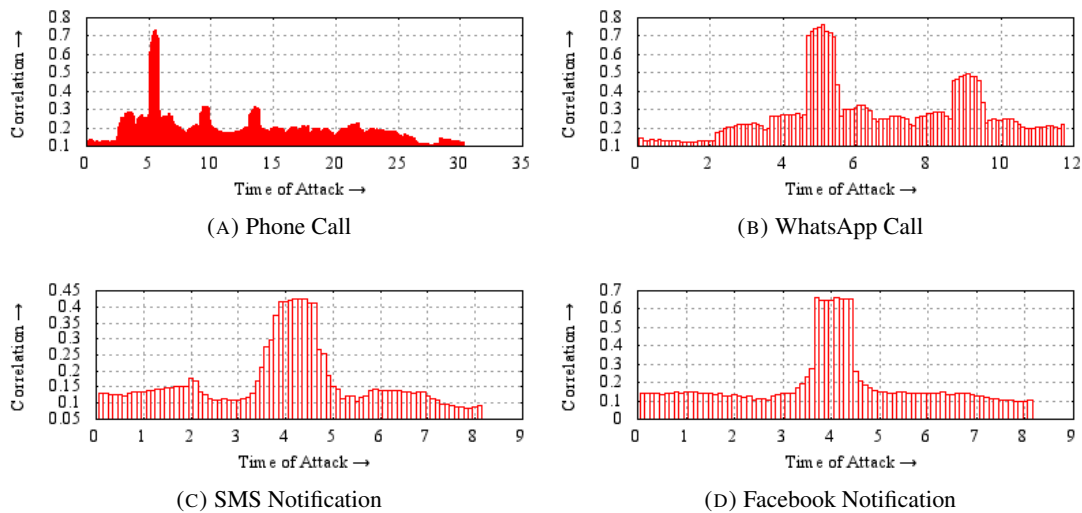 0.8
0.7
0.6
0.5
0.4
0.3
0.2
0.1
Correlation →
0 5 10 15 20 25 30 35
Time of Attack →
(A) Phone Call
0.8
0.7
0.6
0.5
0.4
0.3
0.2
0.1
Correlation →
0 2 4 6 8 10 12
Time of Attack →
(B) WhatsApp Call
0.45
0.4
0.35
0.3
0.25
0.2
0.15
0.1
0.05
Correlation →
0 1 2 3 4 5 6 7 8 9
Time of Attack →
(C) SMS Notification
0.7
0.6
0.5
0.4
0.3
0.2
0.1
0
Correlation →
0 1 2 3 4 5 6 7 8 9
Time of Attack →
(D) Facebook Notification